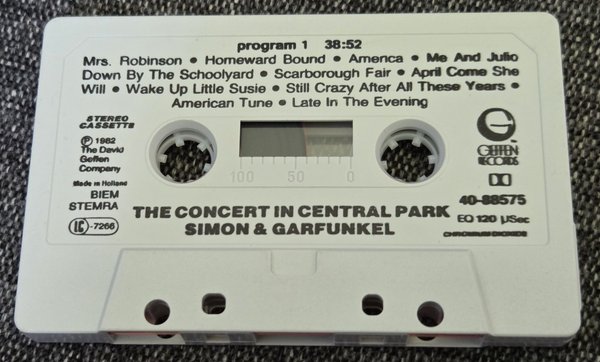 program 1 38:52
Mrs. Robinson • Homeward Bound • America • Me And Julio
Down By The Schoolyard • Scarborough Fair • April Come She
Will • Wake Up Little Susie • Still Crazy After All These Years •
American Tune • Late In The Evening
STEREO
CASSETTE
℗ 1982
The David
Geffen
Company
Made in Holland
BIEM
STEMRA
LC -7266
100 50 0
G
GEFFEN
RECORDS
40-88575
EQ 120 µSec
CHROMIUM DIOXIDE
THE CONCERT IN CENTRAL PARK
SIMON & GARFUNKEL